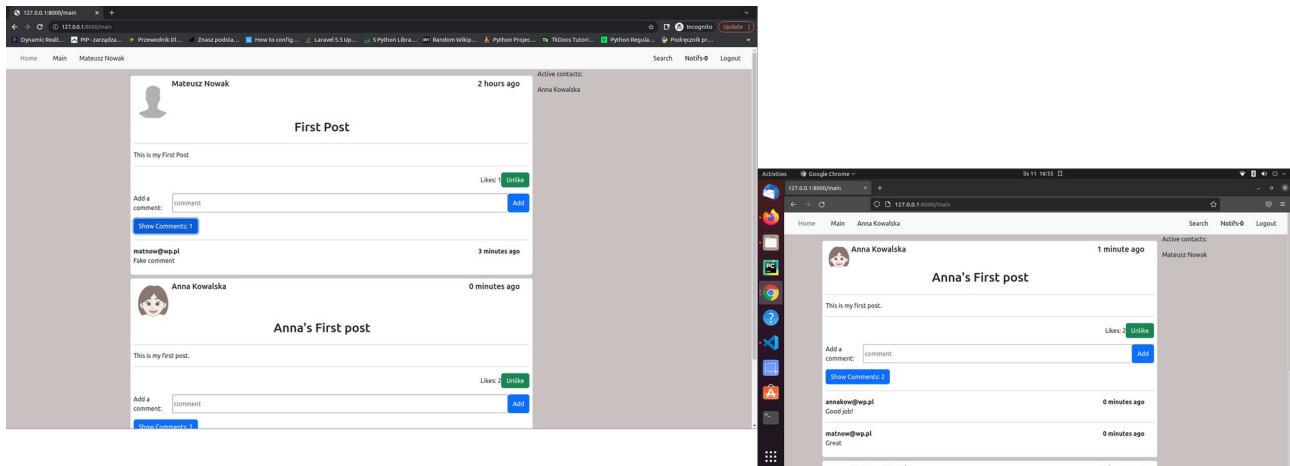 127.0.0.1:8000/main
127.0.0.1:8000/main
Incognito
Update
Dynamic Realt...
PIP - zarządza...
Przewodnik Dl...
Znasz podsta...
How to config...
Laravel 5.5 Up...
5 Python Libra...
Random Wikip...
Python Projec...
TkDocs Tutori...
Python Regula...
Podręcznik pr...
Home Main Mateusz Nowak
Search Notifs-0 Logout
Mateusz Nowak 2 hours ago
Active contacts:
Anna Kowalska
First Post
This is my First Post
Likes: 1 Unlike
Add a comment: comment Add
Show Comments: 1
matnow@wp.pl 3 minutes ago
Fake comment
Anna Kowalska 0 minutes ago
Anna's First post
This is my first post.
Likes: 2 Unlike
Add a comment: comment Add
Show Comments: 2
Activities Google Chrome lis 11 16:55
127.0.0.1:8000/main
127.0.0.1:8000/main
Home Main Anna Kowalska
Search Notifs-0 Logout
Anna Kowalska 1 minute ago
Active contacts:
Mateusz Nowak
Anna's First post
This is my first post.
Likes: 2 Unlike
Add a comment: comment Add
Show Comments: 2
annakow@wp.pl 0 minutes ago
Good job!
matnow@wp.pl 0 minutes ago
Great